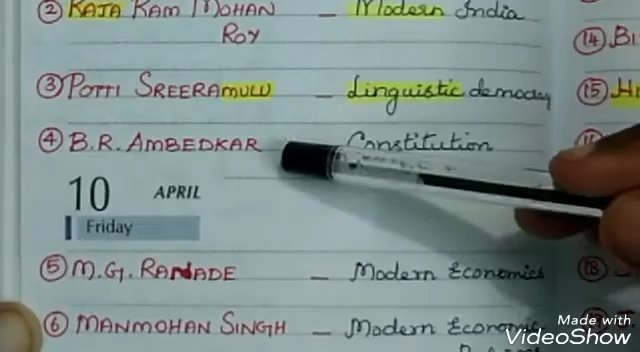 ② RAJA RAM MOHAN - Modern India
ROY
③ POTTI SREERAMULU - Linguistic democracy
④ B.R. AMBEDKAR Constitution
10 APRIL
Friday
⑤ M.G. RANADE - Modern Economics
⑥ MANMOHAN SINGH - Modern Economic
⑭
⑮
⑱
Made with
VideoShow